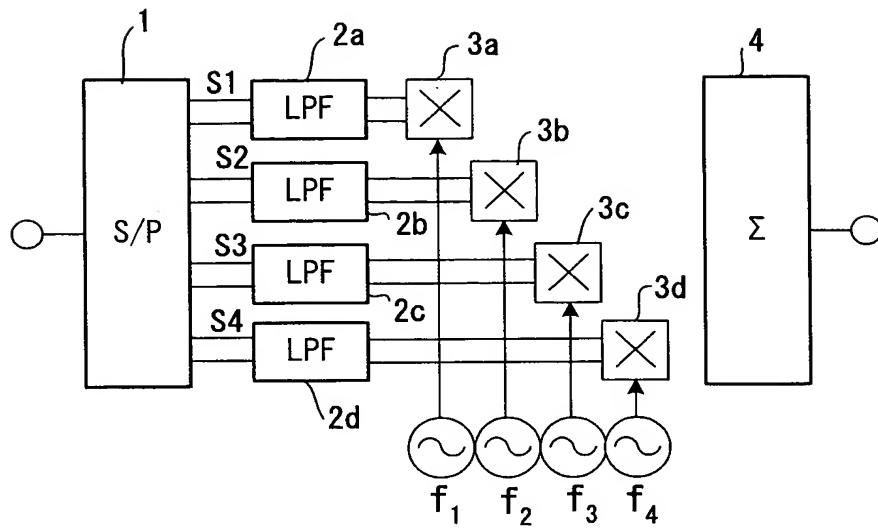 1
2a
3a
4
S1
LPF
3b
S2
LPF
2b
3c
S/P
Σ
S3
LPF
2c
3d
S4
LPF
2d
f1
f2
f3
f4